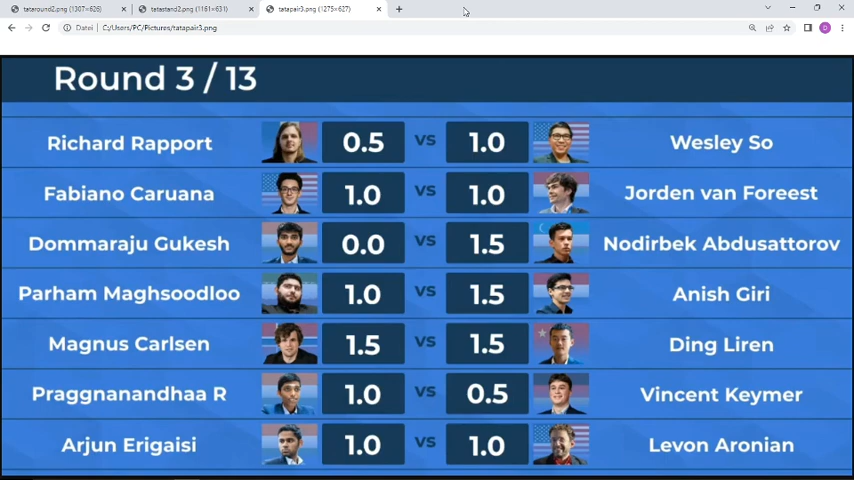 tataround2.png (1307×626)
tatastand2.png (1161×631)
tatapair3.png (1275×627)
Datei
C:/Users/PC/Pictures/tatapair3.png
D
Round 3 / 13
Richard Rapport 0.5 vs 1.0 Wesley So
Fabiano Caruana 1.0 vs 1.0 Jorden van Foreest
Dommaraju Gukesh 0.0 vs 1.5 Nodirbek Abdusattorov
Parham Maghsoodloo 1.0 vs 1.5 Anish Giri
Magnus Carlsen 1.5 vs 1.5 Ding Liren
Praggnanandhaa R 1.0 vs 0.5 Vincent Keymer
Arjun Erigaisi 1.0 vs 1.0 Levon Aronian